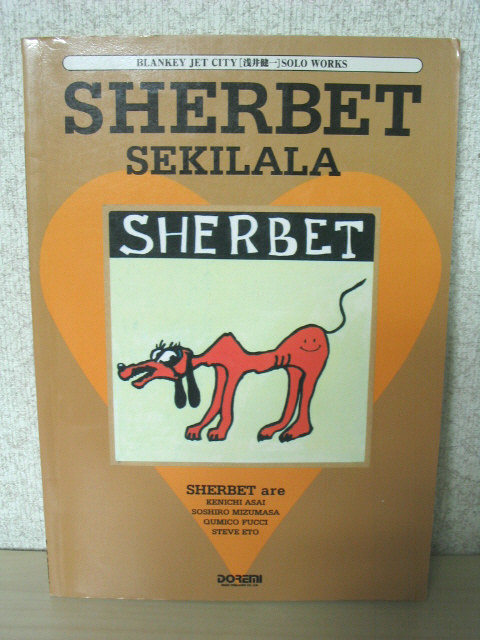 BLANKEY JET CITY [浅井健一] SOLO WORKS
SHERBET
SEKILALA
SHERBET
SHERBET are
KENICHI ASAI
SOSHIRO MIZUMASA
QUMICO FUCCI
STEVE ETO
DOREMI